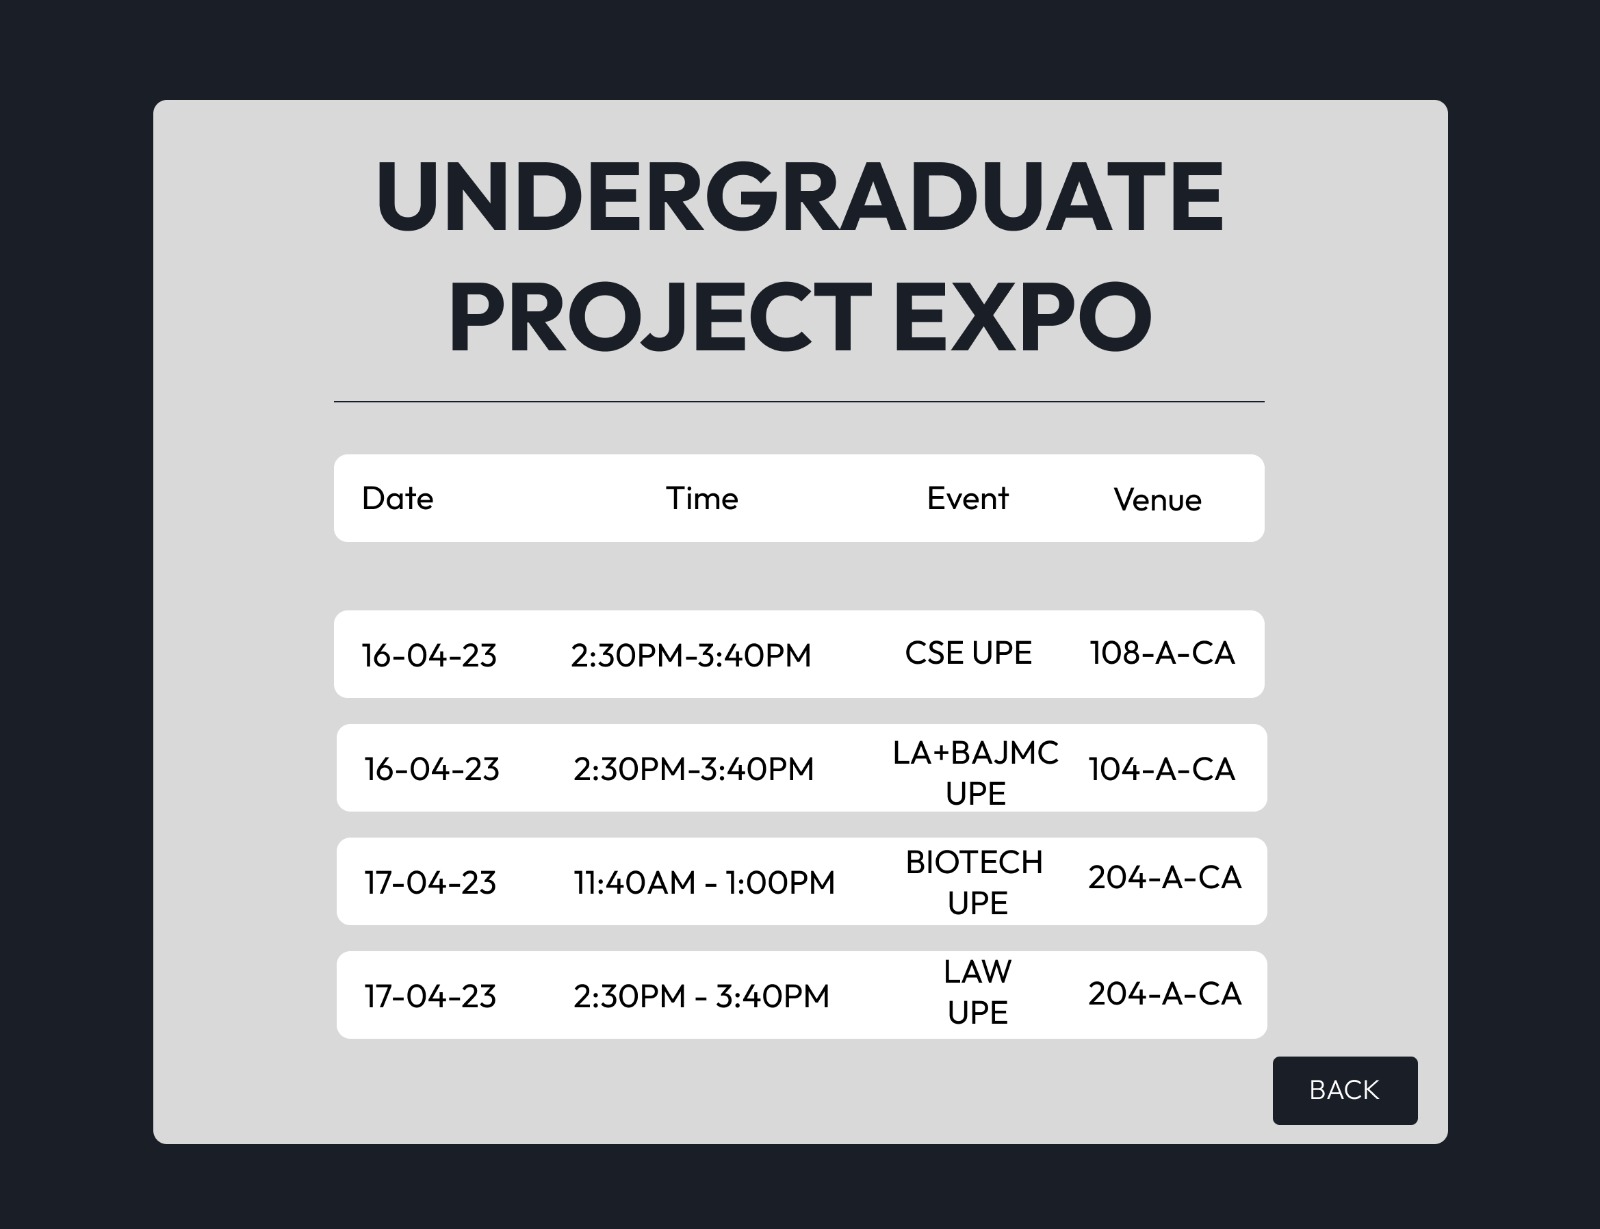 UNDERGRADUATE
PROJECT EXPO
Date Time Event Venue
16-04-23 2:30PM-3:40PM CSE UPE 108-A-CA
16-04-23 2:30PM-3:40PM LA+BAJMC 104-A-CA
UPE
17-04-23 11:40AM - 1:00PM BIOTECH 204-A-CA
UPE
17-04-23 2:30PM - 3:40PM LAW 204-A-CA
UPE
BACK